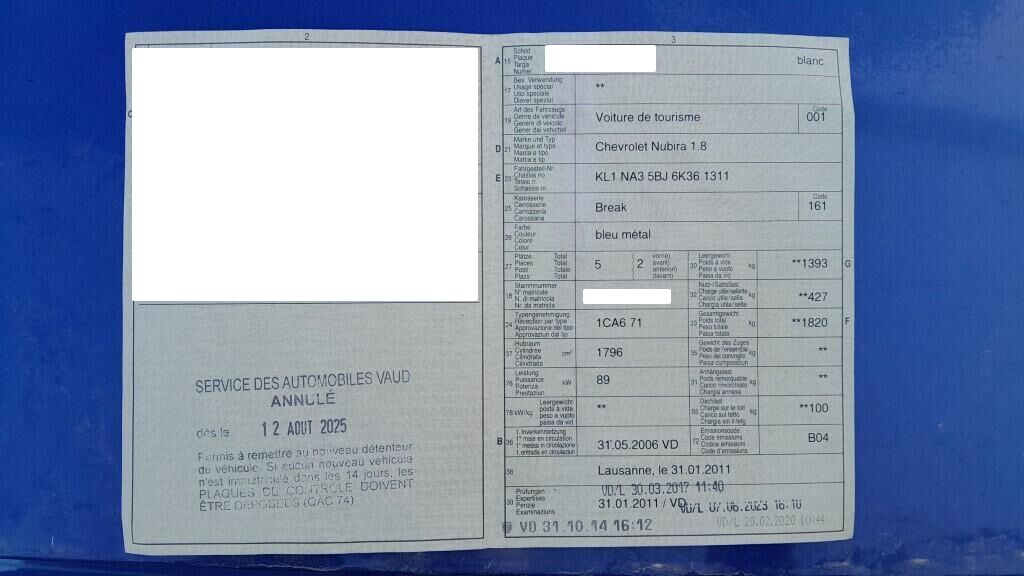 2
C
SERVICE DES AUTOMOBILES VAUD
ANNULÉ
dès le 12 AOUT 2025
Permis à remettre au nouveau détenteur
du véhicule. Si aucun nouveau véhicule
n'est immatriculé dans les 14 jours, les
PLAQUES DE CONTRÔLE DOIVENT
ÊTRE DÉPOSÉES (OAC 74)
3
A 15 Schild
Plaque
Targa
Numer
blanc
17 Bes. Verwendung
Usage spécial
Uso speciale
Diever spezial
**
19 Art des Fahrzeugs
Genre de véhicule
Genere di veicolo
Gener dal vehichel
Voiture de tourisme
Code
001
D 21 Marke und Typ
Marque et type
Marca e tipo
Marca e tip
Chevrolet Nubira 1.8
E 23 Fahrgestell-Nr.
Châssis no
Telaio n.
Schassis nr.
KL1 NA3 5BJ 6K36 1311
25 Karosserie
Carrosserie
Carrozzeria
Carossaria
Break
Code
161
26 Farbe
Couleur
Colore
Colur
bleu métal
27 Plätze: Total
Places: Total
Posti: Totale
Plazs: Total
5
2
vorne)
avant)
anteriori)
davant)
30 Leergewicht
Poids à vide
Peso a vuoto
Paisa da vid
kg
**1393
G
18 Stammnummer
N° matricule
N. di matricola
Nr. da matricla
32 Nutz-/Sattellast
Charge utile/sellette
Carico utile/sella
Chargia utila/sella
kg
**427
24 Typengenehmigung
Réception par type
Approvazione del tipo
Approvaziun dal tip
1CA6 71
33 Gesamtgewicht
Poids total
Peso totale
Paisa totala
kg
**1820
F
37 Hubraum
Cylindrée
Cilindrata
Cilindrada
cm³
1796
35 Gewicht des Zuges
Poids de l'ensemble
Peso del convoglio
Paisa cumposiziun
kg
**
76 Leistung
Puissance
Potenza
Prestaziun
kW
89
31 Anhängelast
Poids remorquable
Carico rimorchiato
Chargia annexa
kg
**
78 kW/kg
Leergewicht
poids à vide
peso a vuoto
paisa da vid
**
55 Dachlast
Charge sur le toit
Carico sul tetto
Chargia sin il tetg
kg
**100
B 36 1. Inverkehrsetzung
1re mise en circulation
1a messa in circolazione
1. entrada en circulaziun
31.05.2006 VD
72 Emissionscode
Code émissions
Codice emissioni
Code d'emissiuns
B04
38
Lausanne, le 31.01.2011
39 Prüfungen
Expertises
Perizie
Examinaziuns
VD/L 30.03.2017 11:40
31.01.2011 / VD
VD/L 07.06.2023 16:10
VD 31.10.14 16:12
VD/L 20.02.2020 10:44